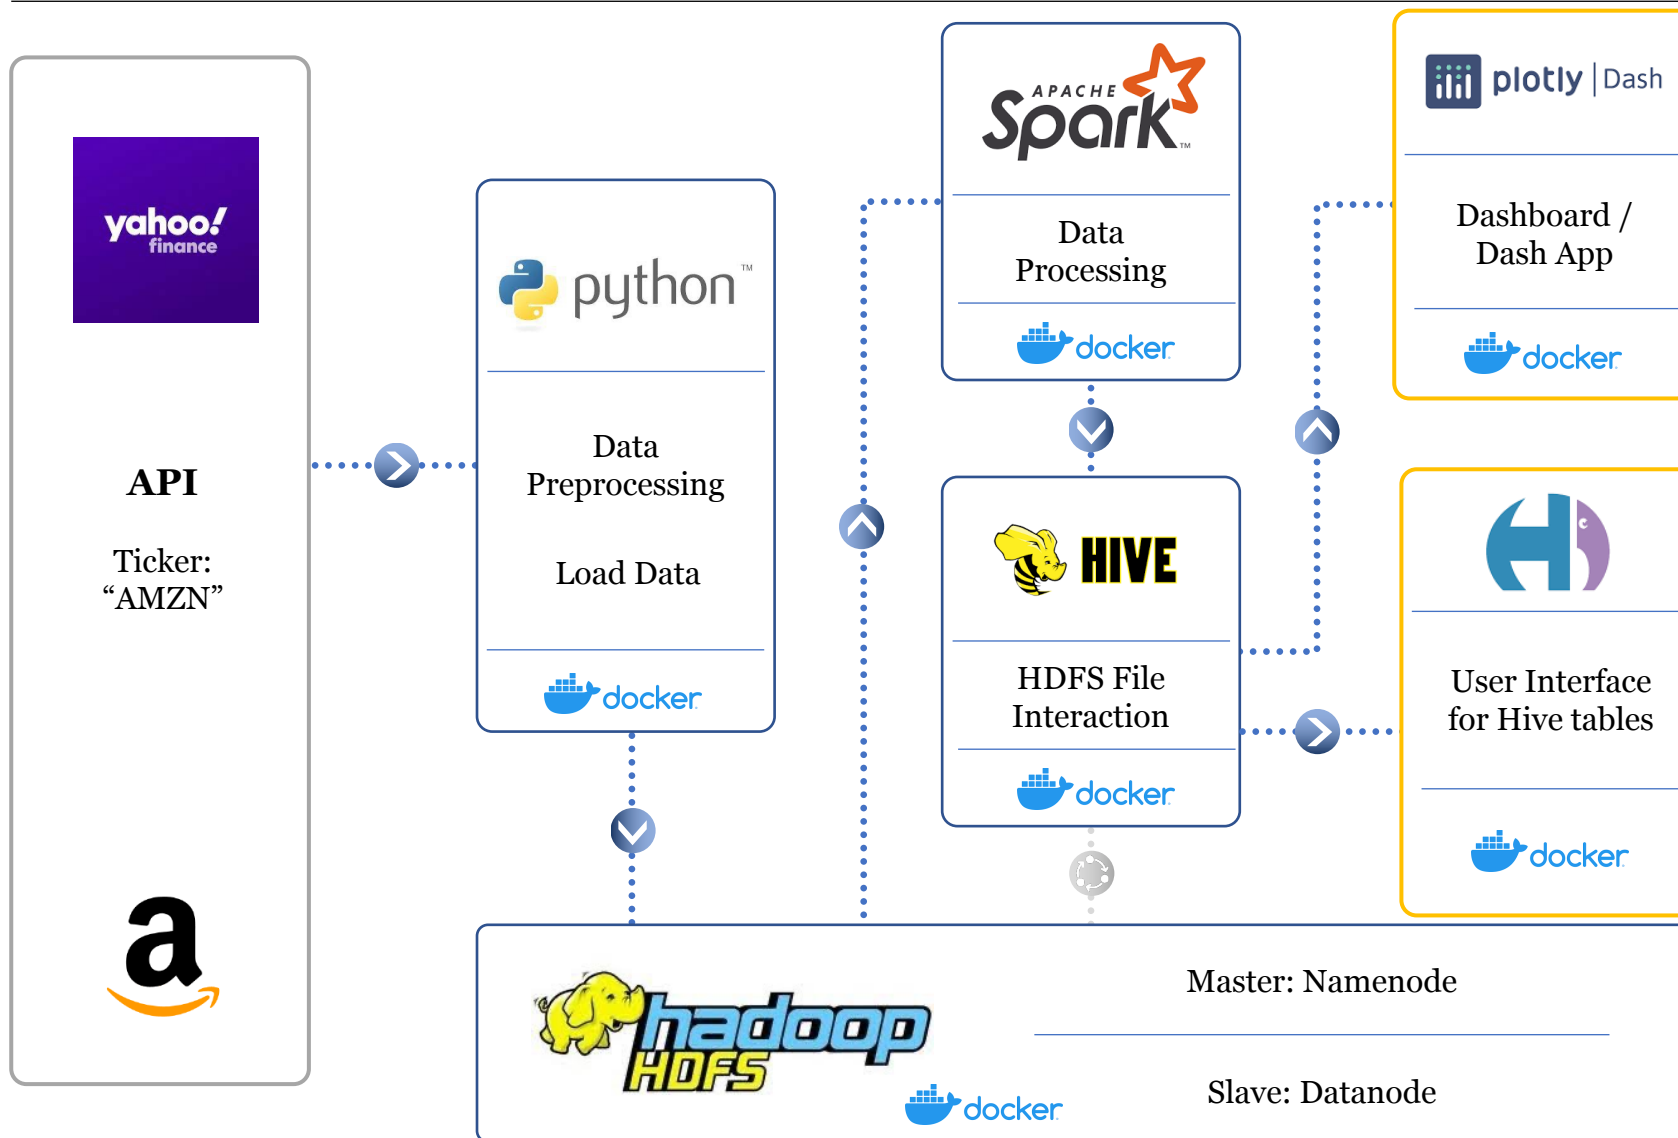 yahoo!
finance
API
Ticker:
“AMZN”
a
python™
Data
Preprocessing
Load Data
docker
APACHE
Spark™
Data
Processing
docker
HIVE
HDFS File
Interaction
docker
plotly | Dash
Dashboard /
Dash App
docker
H
User Interface
for Hive tables
docker
hadoop
HDFS
docker
Master: Namenode
Slave: Datanode